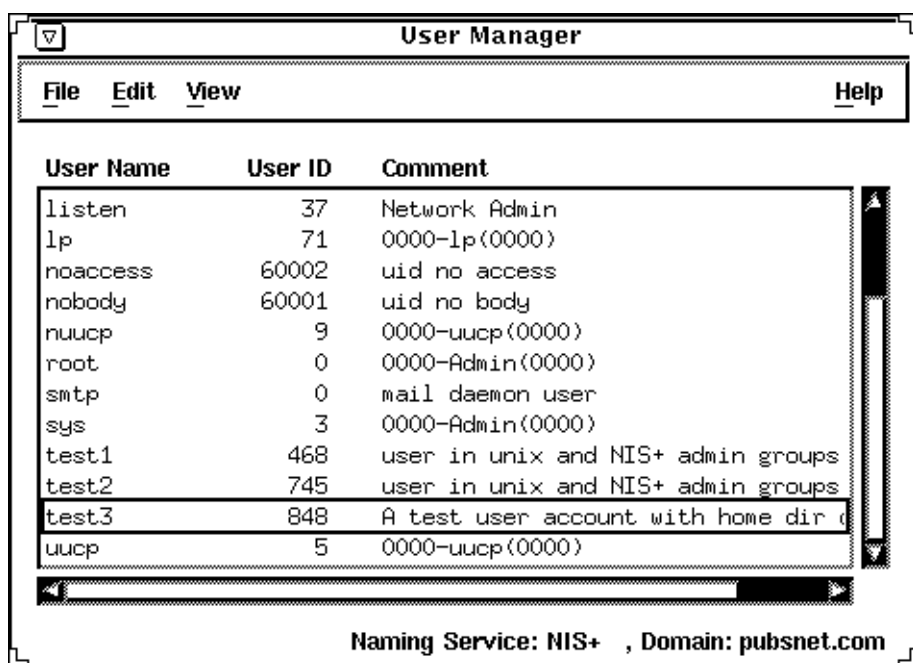 User Manager
File Edit View Help
User Name User ID Comment
listen 37 Network Admin
lp 71 0000-lp(0000)
noaccess 60002 uid no access
nobody 60001 uid no body
nuucp 9 0000-uucp(0000)
root 0 0000-Admin(0000)
smtp 0 mail daemon user
sys 3 0000-Admin(0000)
test1 468 user in unix and NIS+ admin groups
test2 745 user in unix and NIS+ admin groups
test3 848 A test user account with home dir
uucp 5 0000-uucp(0000)
Naming Service: NIS+ , Domain: pubsnet.com